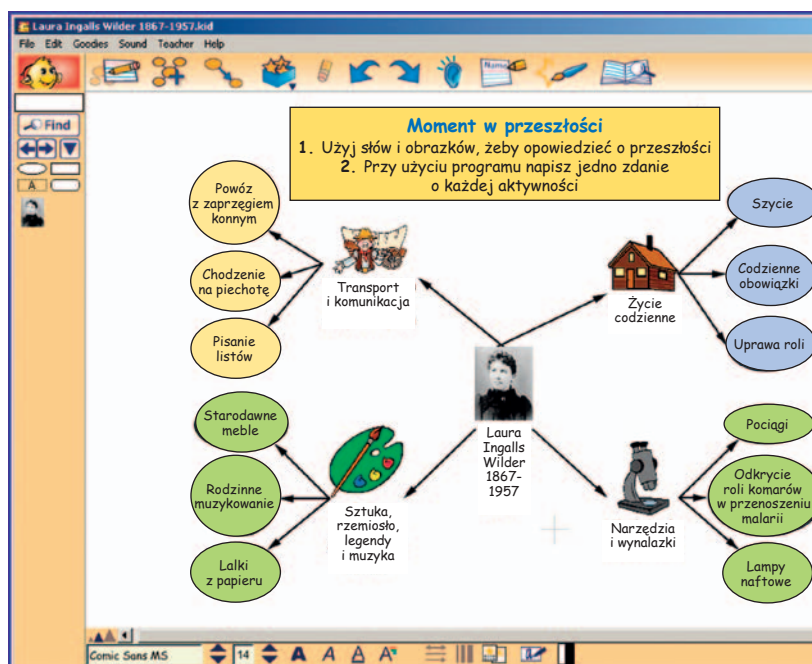 Laura Ingalls Wilder 1867-1957.kid
File Edit Goodies Sound Teacher Help
Name
Find
A
Moment w przeszłości
1. Użyj słów i obrazków, żeby opowiedzieć o przeszłości
2. Przy użyciu programu napisz jedno zdanie
o każdej aktywności
Powóz
z zaprzęgiem
konnym
Chodzenie
na piechotę
Pisanie
listów
Transport
i komunikacja
Życie
codzienne
Szycie
Codzienne
obowiązki
Uprawa roli
Laura
Ingalls
Wilder
1867-
1957
Starodawne
meble
Rodzinne
muzykowanie
Lalki
z papieru
Sztuka,
rzemiosło,
legendy
i muzyka
Narzędzia
i wynalazki
Pociągi
Odkrycie
roli komarów
w przenoszeniu
malarii
Lampy
naftowe
Comic Sans MS 14 A A A A